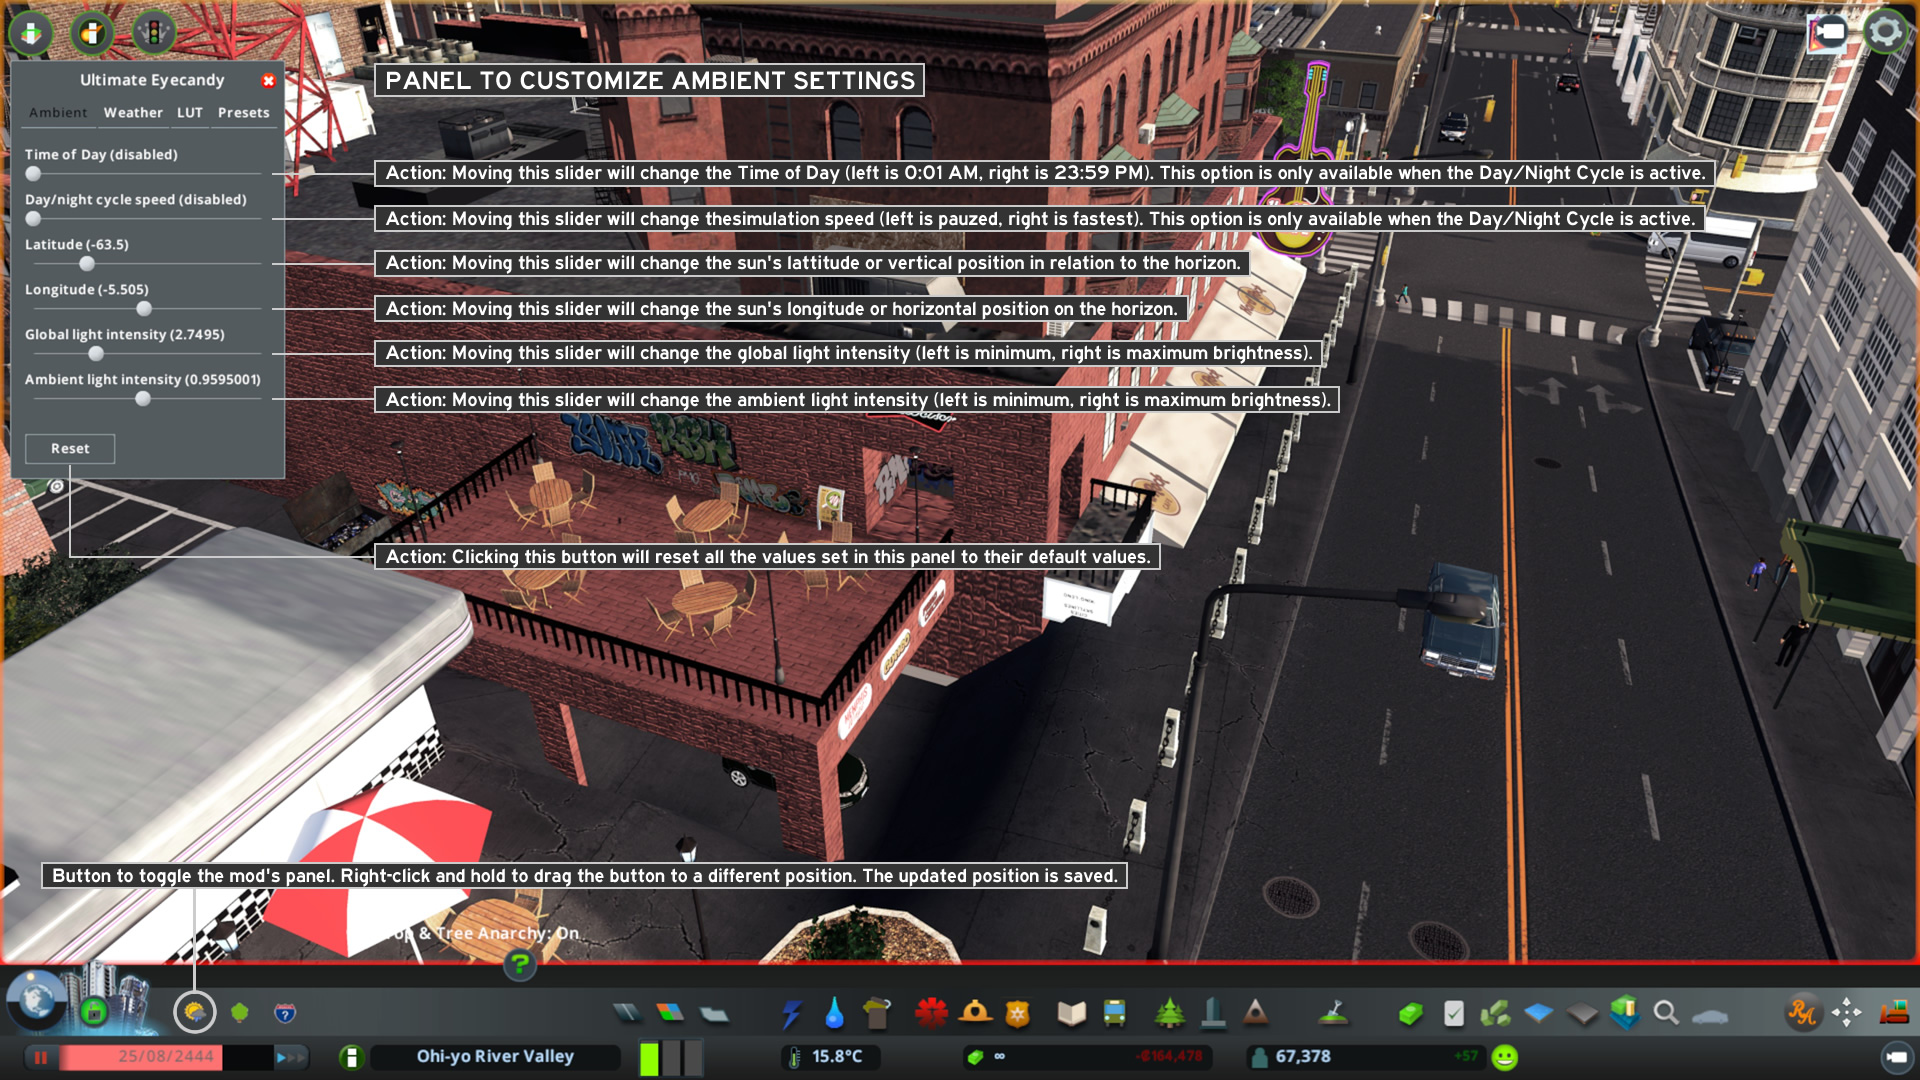 Ultimate Eyecandy
Ambient Weather LUT Presets
PANEL TO CUSTOMIZE AMBIENT SETTINGS
Time of Day (disabled)
Action: Moving this slider will change the Time of Day (left is 0:01 AM, right is 23:59 PM). This option is only available when the Day/Night Cycle is active.
Day/night cycle speed (disabled)
Action: Moving this slider will change thesimulation speed (left is pauzed, right is fastest). This option is only available when the Day/Night Cycle is active.
Latitude (-63.5)
Action: Moving this slider will change the sun's lattitude or vertical position in relation to the horizon.
Longitude (-5.505)
Action: Moving this slider will change the sun's longitude or horizontal position on the horizon.
Global light intensity (2.7495)
Action: Moving this slider will change the global light intensity (left is minimum, right is maximum brightness).
Ambient light intensity (0.9595001)
Action: Moving this slider will change the ambient light intensity (left is minimum, right is maximum brightness).
Reset
Action: Clicking this button will reset all the values set in this panel to their default values.
GUMBO
MEMPHIS
Button to toggle the mod's panel. Right-click and hold to drag the button to a different position. The updated position is saved.
& Tree Anarchy: On
?
?
RA
25/08/2444
Ohi-yo River Valley
15.8°C
∞
-₡164,478
67,378
+57